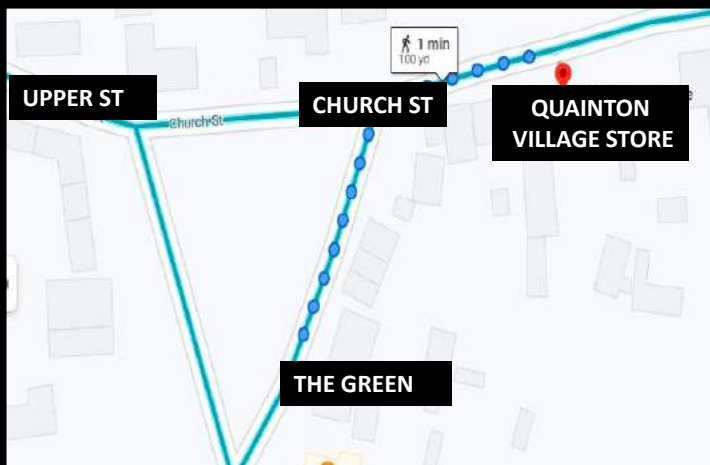 1 min
100 yd
UPPER ST
CHURCH ST
QUAINTON
VILLAGE STORE
Church St
THE GREEN